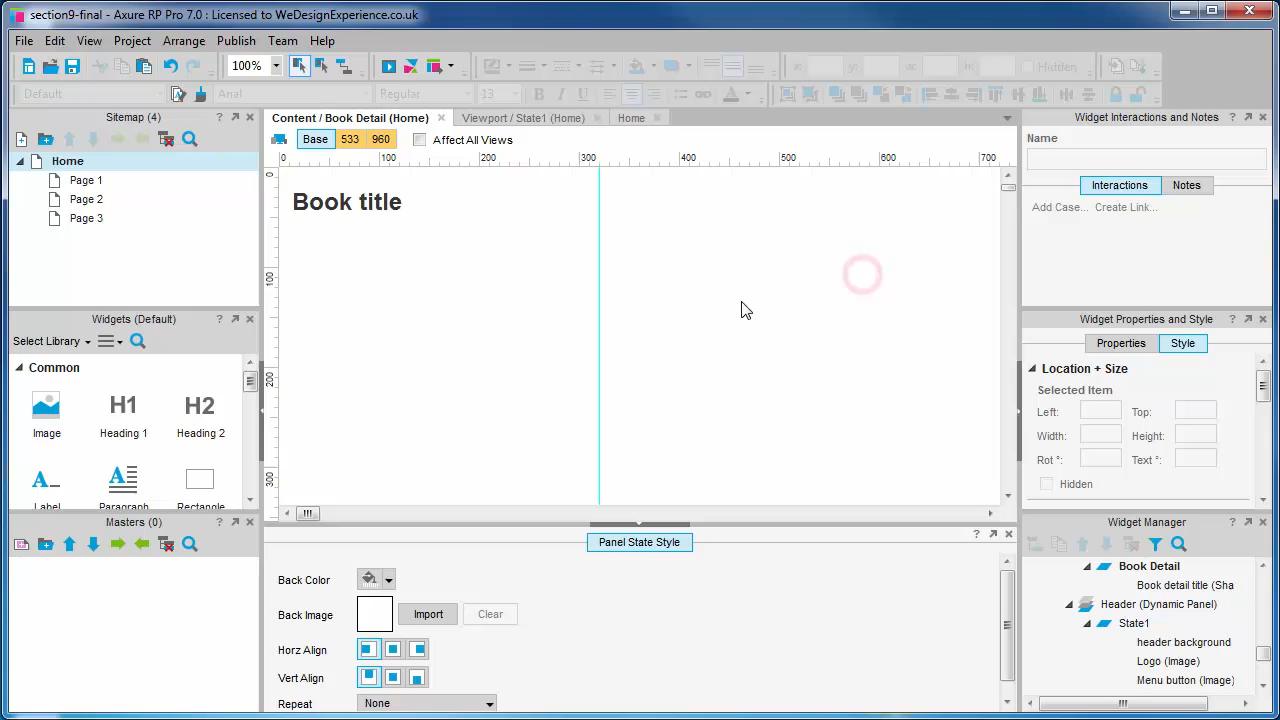 section9-final - Axure RP Pro 7.0 : Licensed to WeDesignExperience.co.uk
File Edit View Project Arrange Publish Team Help
100% Hidden
Default Arial Regular 13
Sitemap (4)
Home
Page 1
Page 2
Page 3
Widgets (Default)
Select Library
Common
Image
H1
Heading 1
H2
Heading 2
Label
Paragraph
Rectangle
Masters (0)
Content / Book Detail (Home) Viewport / State1 (Home) Home
Base 533 960 Affect All Views
0 100 200 300 400 500 600 700
0
100
200
300
Book title
Panel State Style
Back Color
Back Image Import Clear
Horz Align
Vert Align
Repeat None
Widget Interactions and Notes
Name
Interactions Notes
Add Case... Create Link...
Widget Properties and Style
Properties Style
Location + Size
Selected Item
Left: Top:
Width: Height:
Rot °: Text °:
Hidden
Widget Manager
Book Detail
Book detail title (Sha
Header (Dynamic Panel)
State1
header background
Logo (Image)
Menu button (Image)